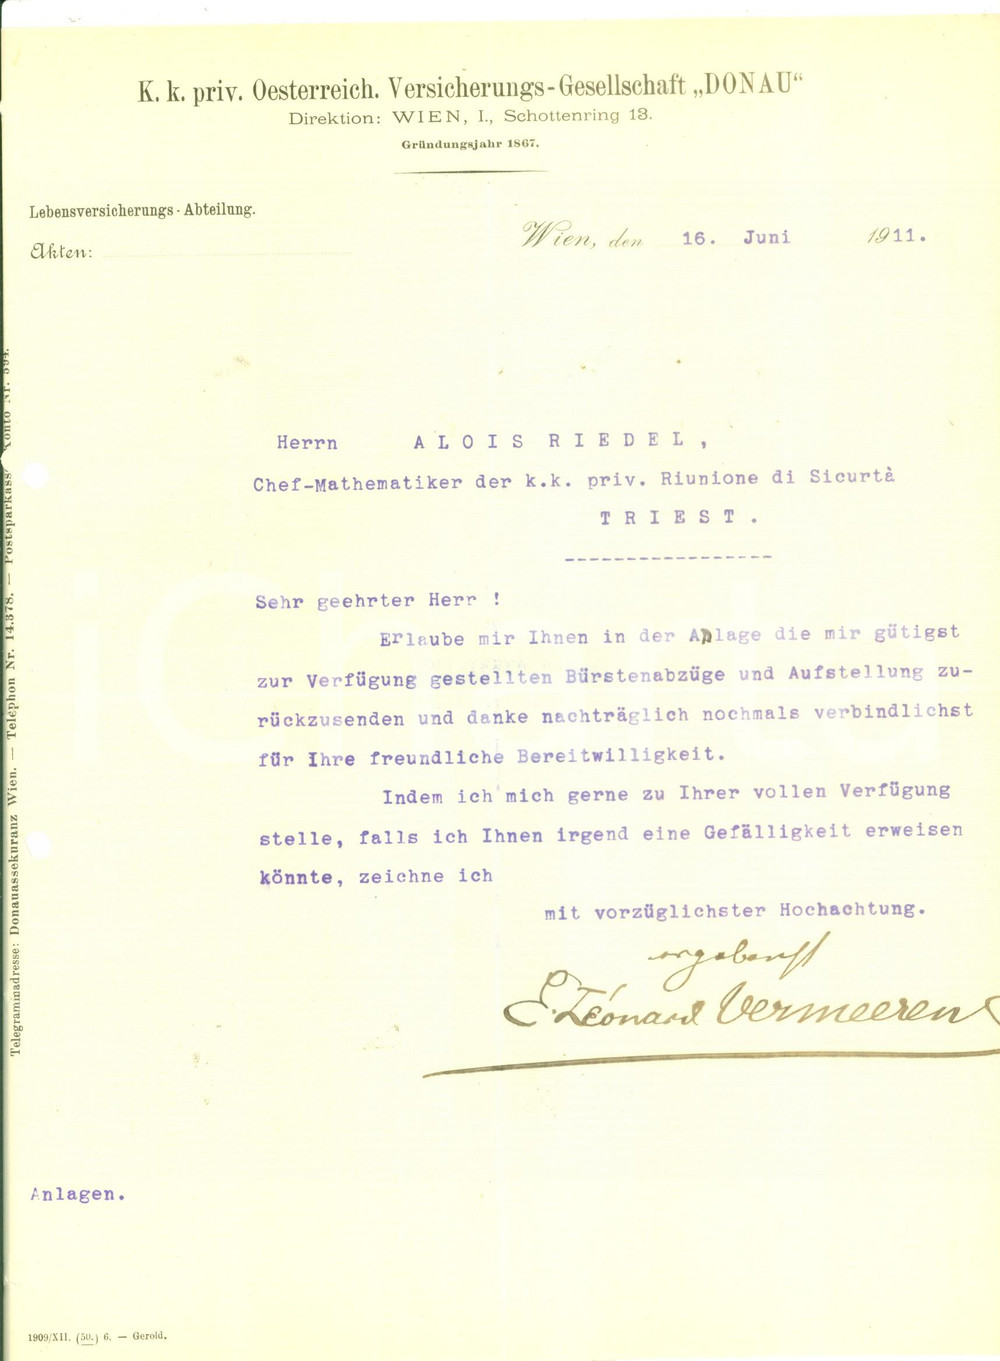 K. k. priv. Oesterreich. Versicherungs-Gesellschaft „DONAU“
Direktion: WIEN, I., Schottenring 13.
Gründungsjahr 1867.
Lebensversicherungs-Abteilung.
Akten:
Wien, den 16. Juni 1911.
Herrn ALOIS RIEDEL,
Chef-Mathematiker der k.k. priv. Riunione di Sicurtà
TRIEST.
-----------------
Sehr geehrter Herr !
Erlaube mir Ihnen in der Anlage die mir gütigst
zur Verfügung gestellten Bürstenabzüge und Aufstellung zu-
rückzusenden und danke nachträglich nochmals verbindlichst
für Ihre freundliche Bereitwilligkeit.
Indem ich mich gerne zu Ihrer vollen Verfügung
stelle, falls ich Ihnen irgend eine Gefälligkeit erweisen
könnte, zeichne ich
mit vorzüglichster Hochachtung.
ergebenst
E. Léonard Vermeeren
Anlagen.
1909/XII. (50.) 6. — Gerold.
Telegrammadresse: Donauassekuranz Wien. — Telephon Nr. 14.378. — Postsparkass Konto Nr. 394.